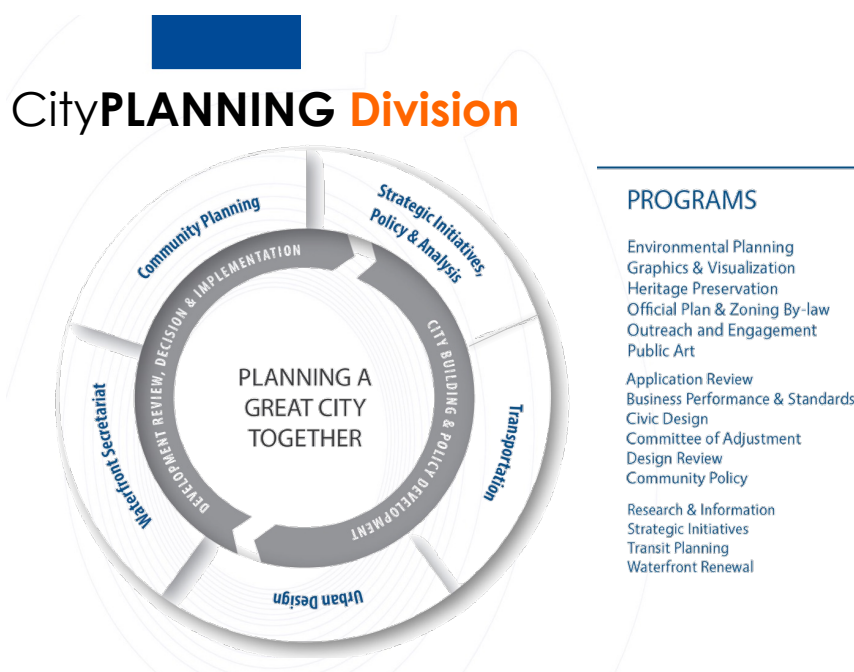 CityPLANNING Division
Community Planning
Strategic Initiatives,
Policy & Analysis
Transportation
Urban Design
Waterfront Secretariat
DEVELOPMENT REVIEW, DECISION & IMPLEMENTATION
CITY BUILDING & POLICY DEVELOPMENT
PLANNING A
GREAT CITY
TOGETHER
PROGRAMS
Environmental Planning
Graphics & Visualization
Heritage Preservation
Official Plan & Zoning By-law
Outreach and Engagement
Public Art
Application Review
Business Performance & Standards
Civic Design
Committee of Adjustment
Design Review
Community Policy
Research & Information
Strategic Initiatives
Transit Planning
Waterfront Renewal